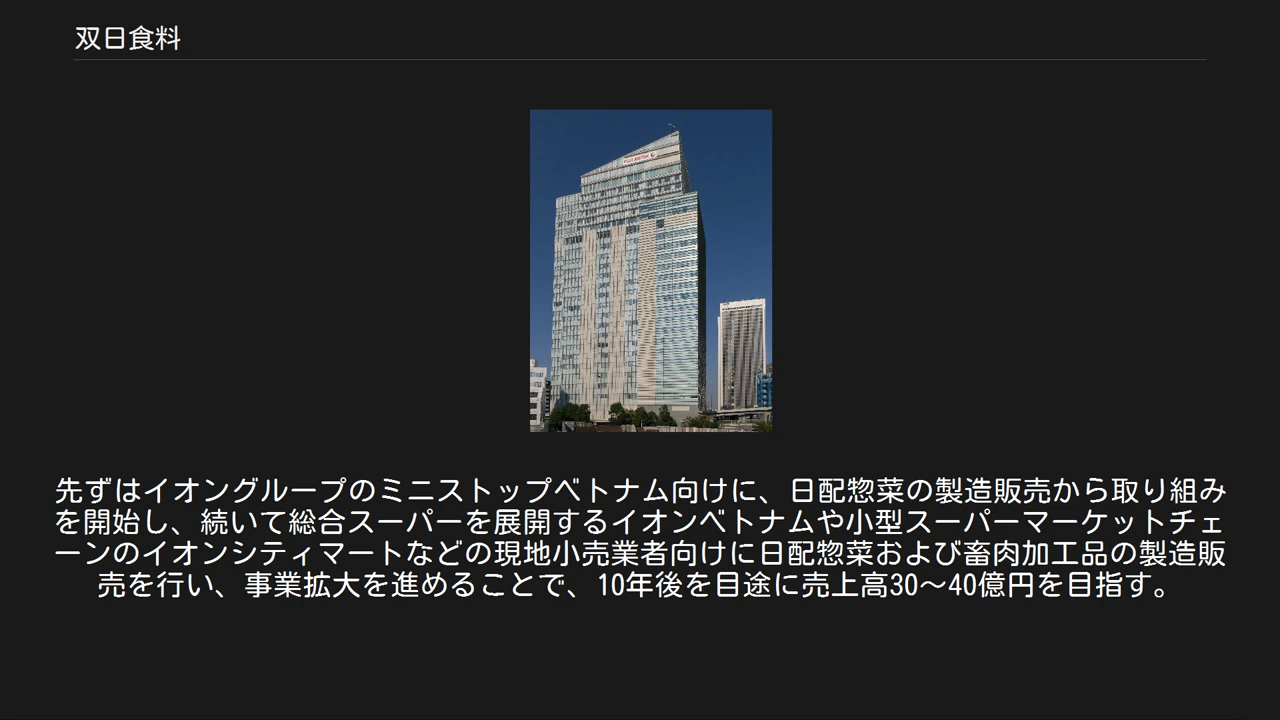 双日食料
FUJI XEROX
先ずはイオングループのミニストップベトナム向けに、日配惣菜の製造販売から取り組み
を開始し、続いて総合スーパーを展開するイオンベトナムや小型スーパーマーケットチェ
ーンのイオンシティマートなどの現地小売業者向けに日配惣菜および畜肉加工品の製造販
売を行い、事業拡大を進めることで、10年後を目途に売上高30～40億円を目指す。